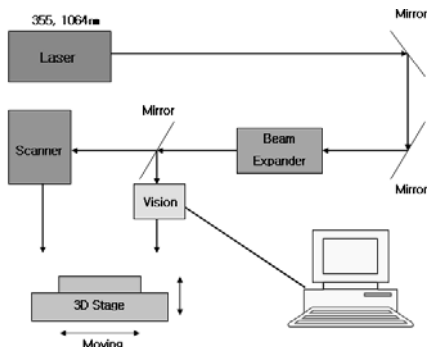 355, 1064㎚
Mirror
Laser
Mirror
Scanner
Beam
Expander
Mirror
Vision
3D Stage
Moving